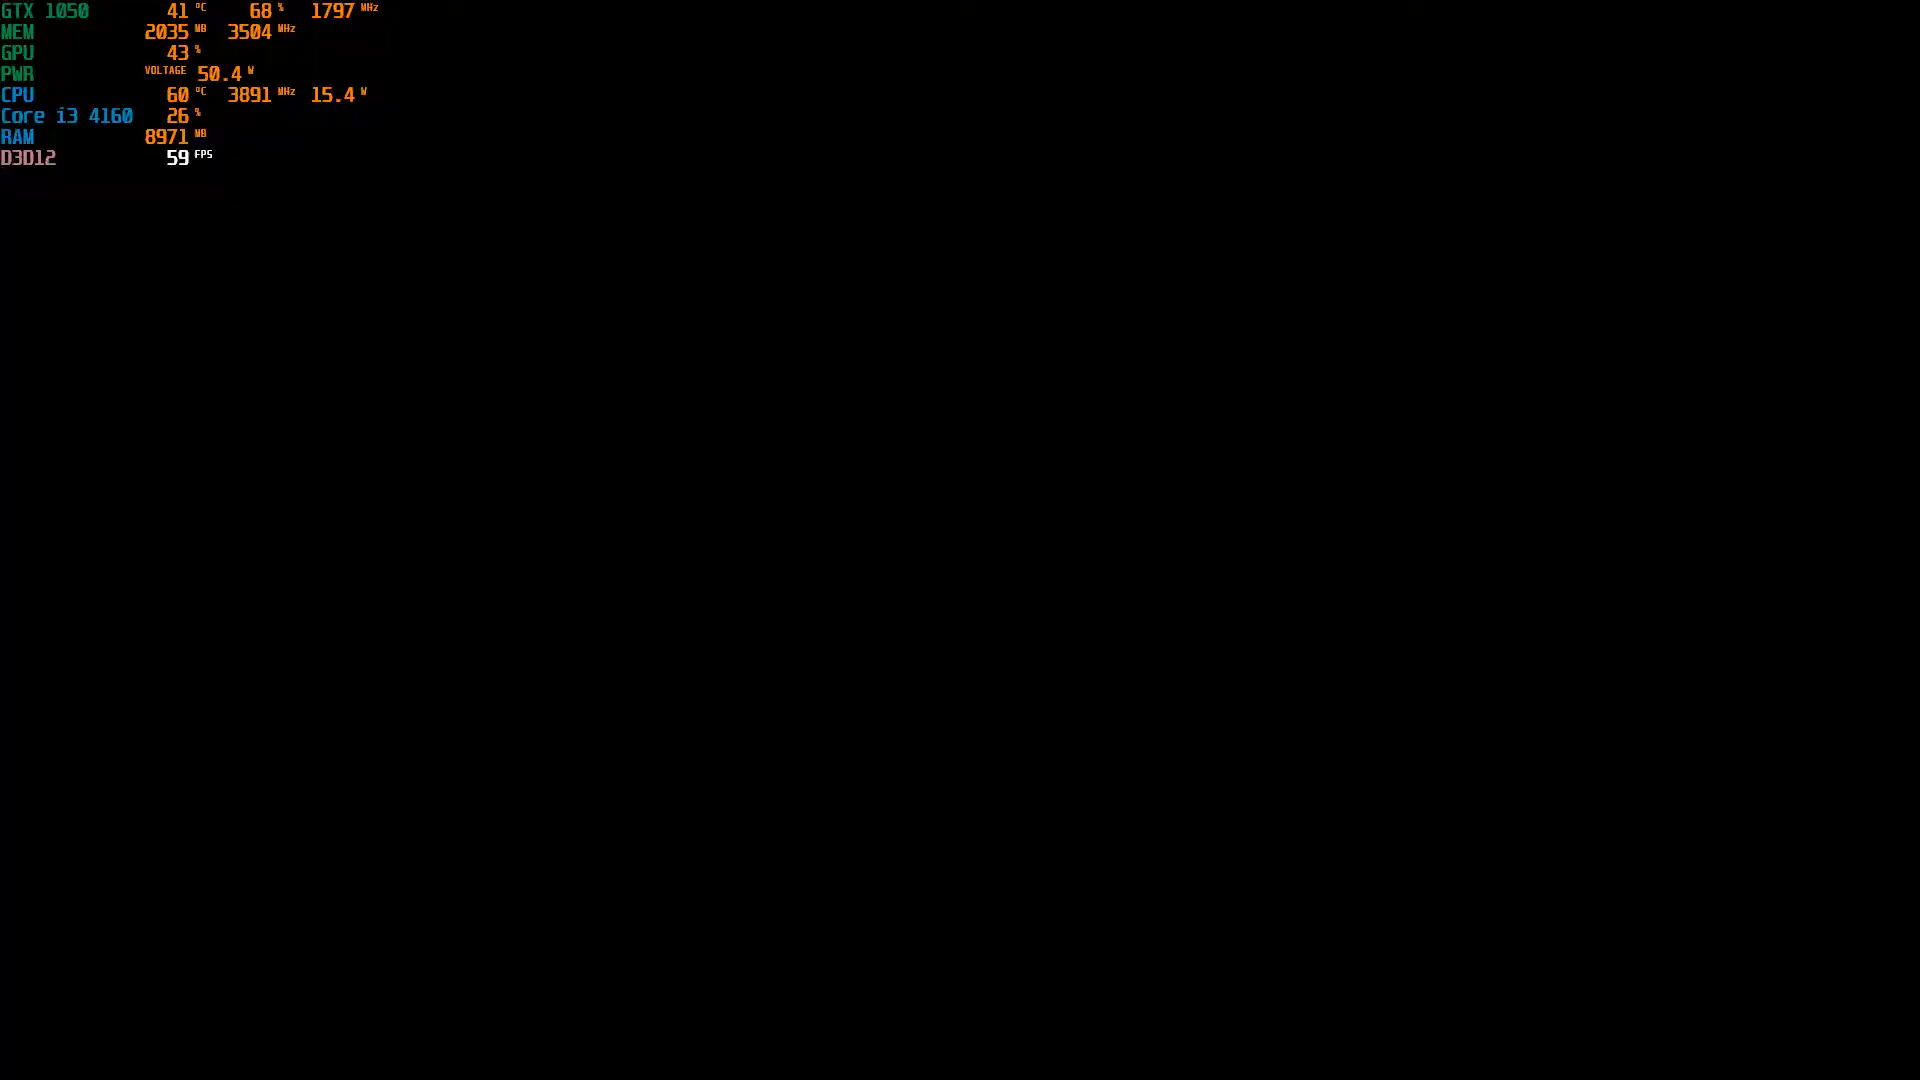 GTX 1050 41 °C 68 % 1797 MHz
MEM 2035 MB 3504 MHz
GPU 43 %
PWR VOLTAGE 50.4 W
CPU 60 °C 3891 MHz 15.4 W
Core i3 4160 26 %
RAM 8971 MB
D3D12 59 FPS